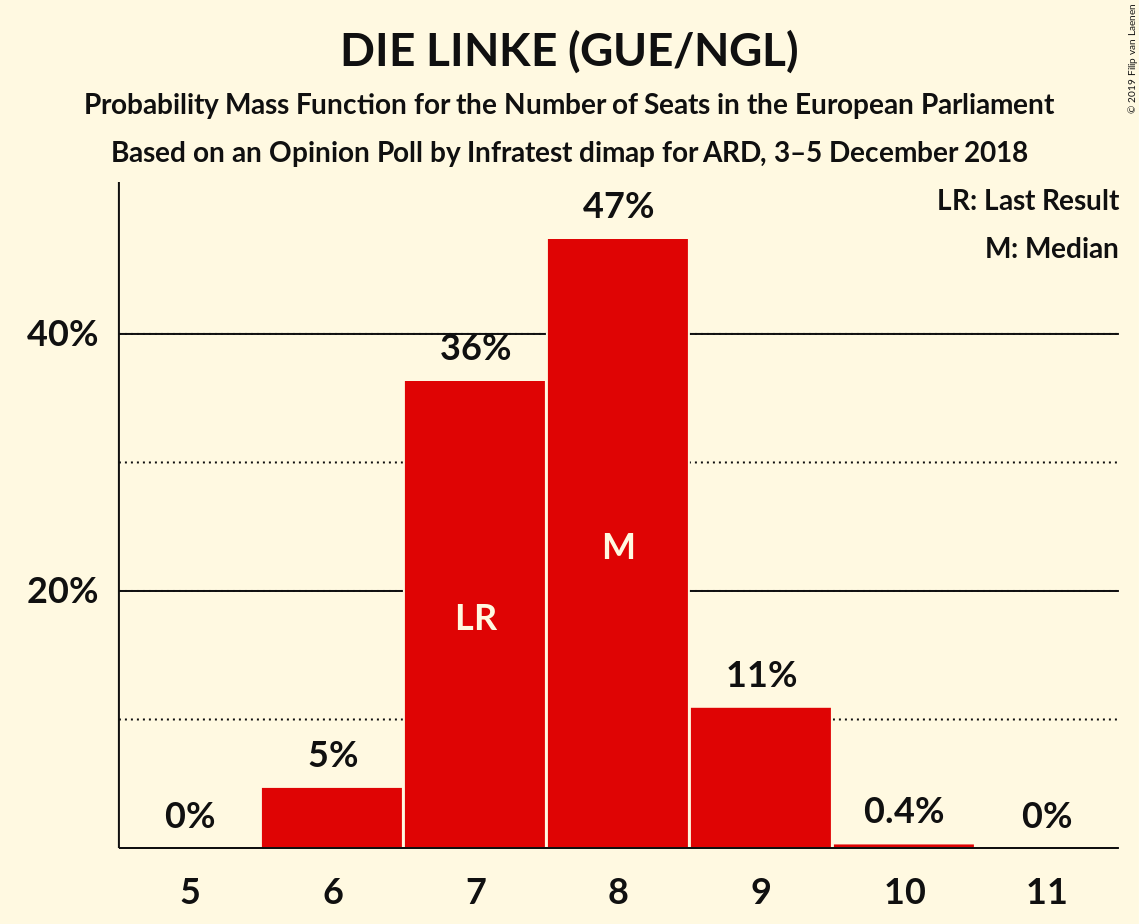 DIE LINKE (GUE/NGL)
Probability Mass Function for the Number of Seats in the European Parliament
Based on an Opinion Poll by Infratest dimap for ARD, 3–5 December 2018
© 2019 Filip van Laenen
LR: Last Result
M: Median
47%
40%
36%
M
20%
LR
11%
5%
0%
0.4%
0%
5 6 7 8 9 10 11